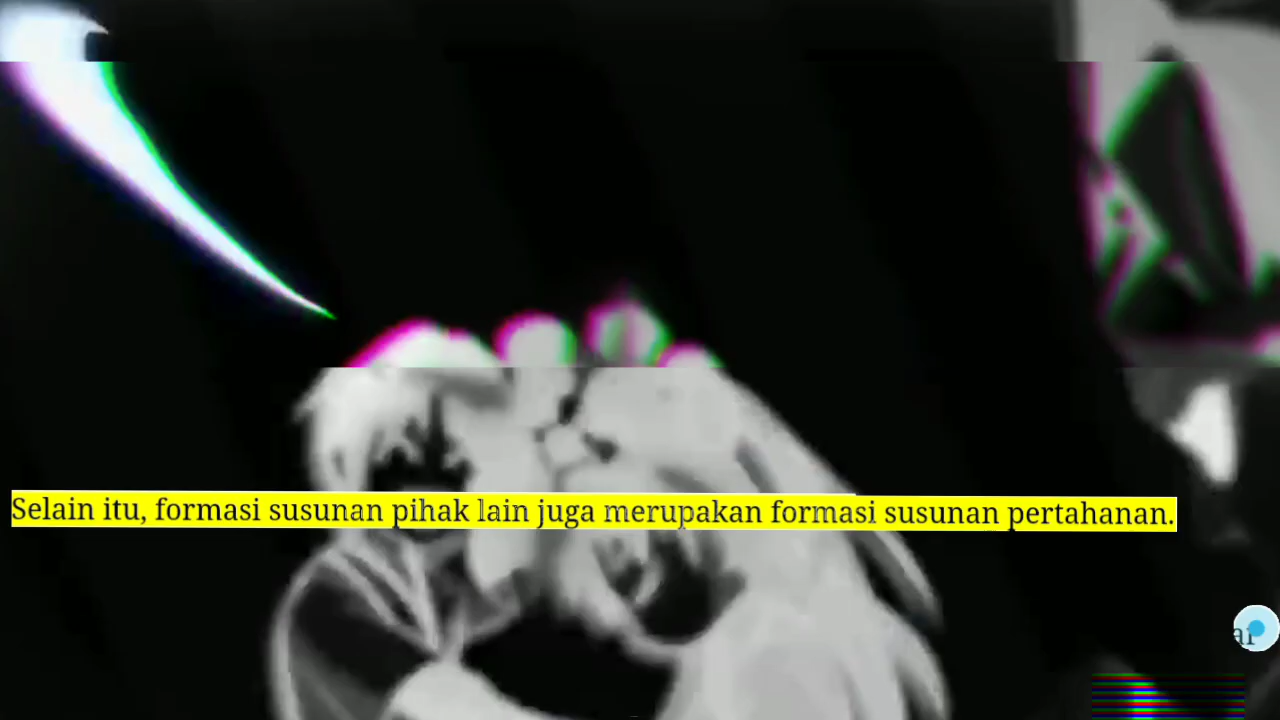 Selain itu, formasi susunan pihak lain juga merupakan formasi susunan pertahanan.